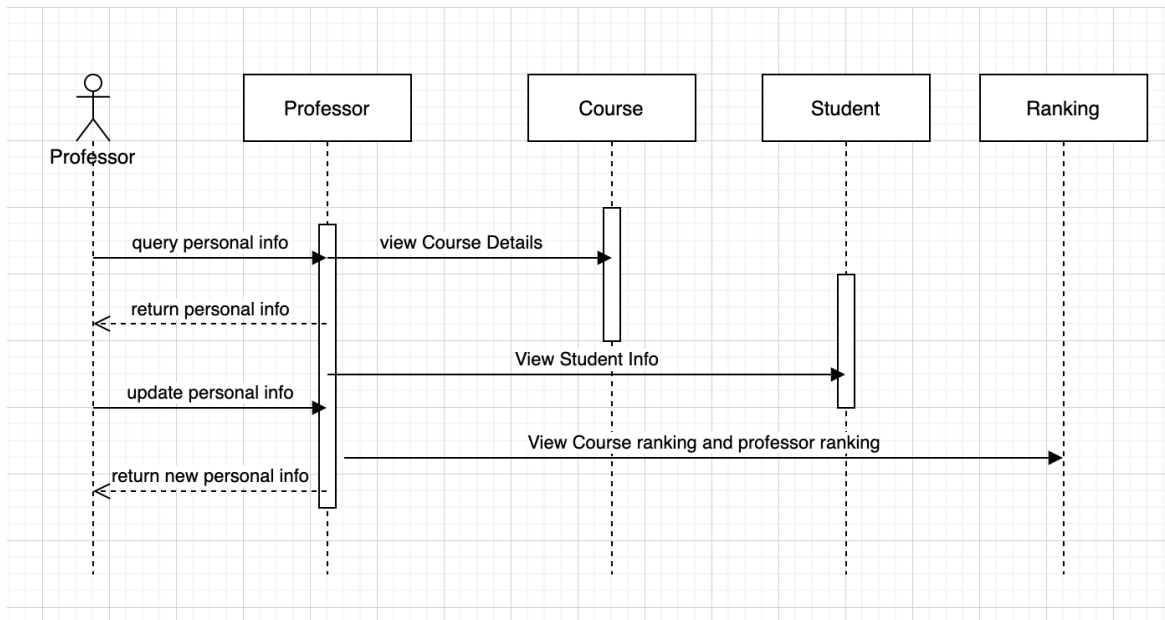 Professor
Course
Student
Ranking
Professor
query personal info
view Course Details
return personal info
View Student Info
update personal info
View Course ranking and professor ranking
return new personal info